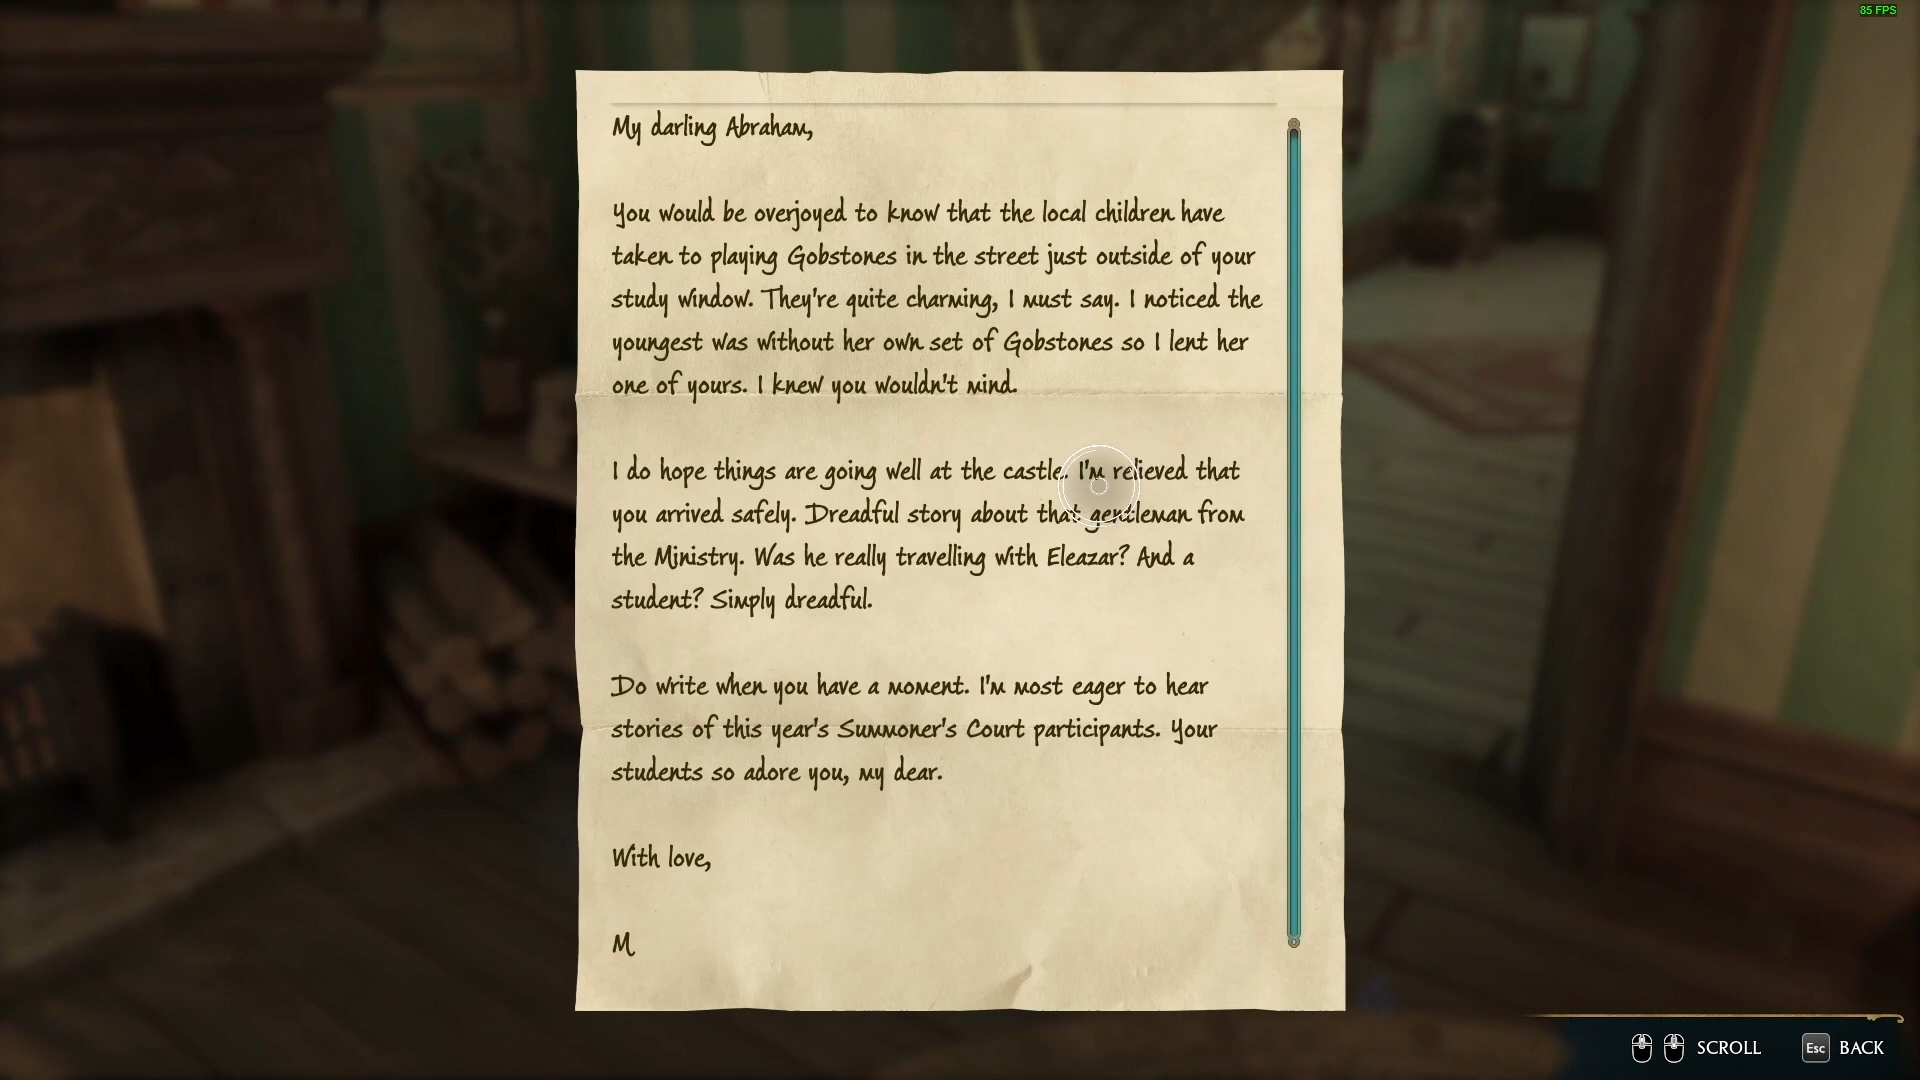 85 FPS
My darling Abraham,
You would be overjoyed to know that the local children have
taken to playing Gobstones in the street just outside of your
study window. They're quite charming, I must say. I noticed the
youngest was without her own set of Gobstones so I lent her
one of yours. I knew you wouldn't mind.
I do hope things are going well at the castle. I'm relieved that
you arrived safely. Dreadful story about that gentleman from
the Ministry. Was he really travelling with Eleazar? And a
student? Simply dreadful.
Do write when you have a moment. I'm most eager to hear
stories of this year's Summoner's Court participants. Your
students so adore you, my dear.
With love,
M
SCROLL
Esc BACK